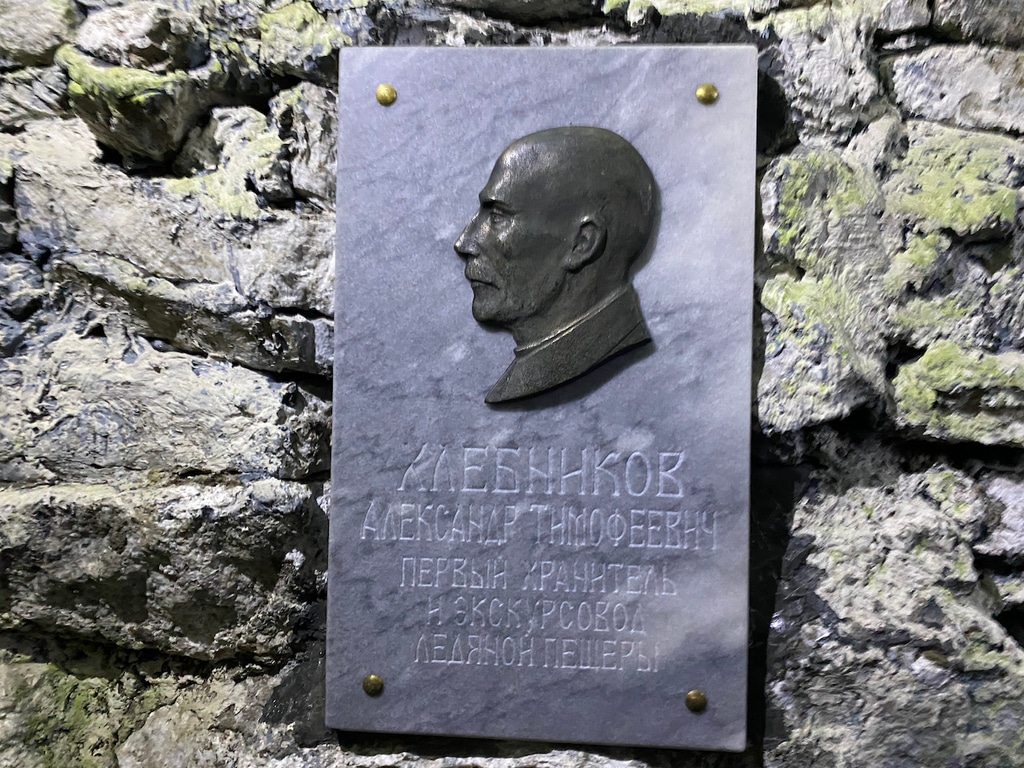 ХЛЕБНИКОВ
АЛЕКСАНДР ТИМОФЕЕВИЧ
ПЕРВЫЙ ХРАНИТЕЛЬ
И ЭКСКУРСОВОД
ЛЕДЯНОЙ ПЕЩЕРЫ